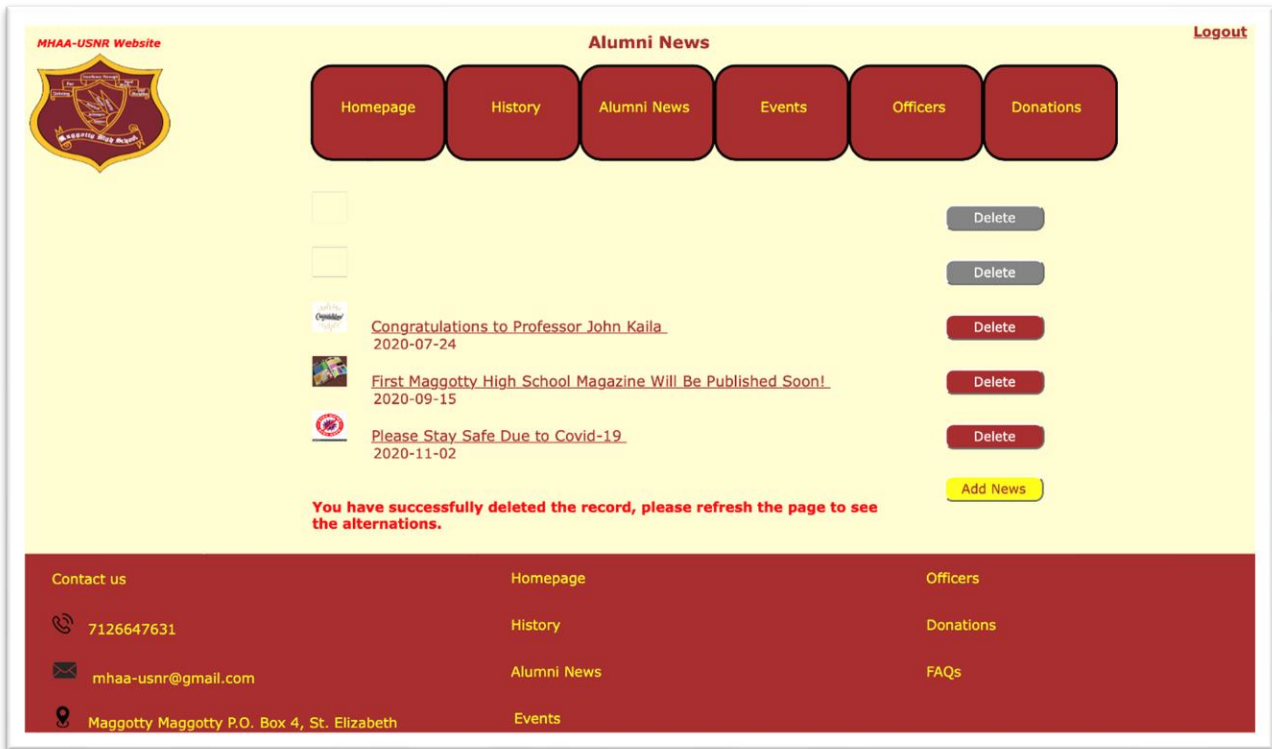 MHAA-USNR Website
Alumni News
Logout
Maggotty High School
Homepage
History
Alumni News
Events
Officers
Donations
Delete
Delete
Congratulations to Professor John Kaila
2020-07-24
Delete
First Maggotty High School Magazine Will Be Published Soon!
2020-09-15
Delete
Please Stay Safe Due to Covid-19
2020-11-02
Delete
Add News
You have successfully deleted the record, please refresh the page to see
the alternations.
Contact us
7126647631
mhaa-usnr@gmail.com
Maggotty Maggotty P.O. Box 4, St. Elizabeth
Homepage
History
Alumni News
Events
Officers
Donations
FAQs